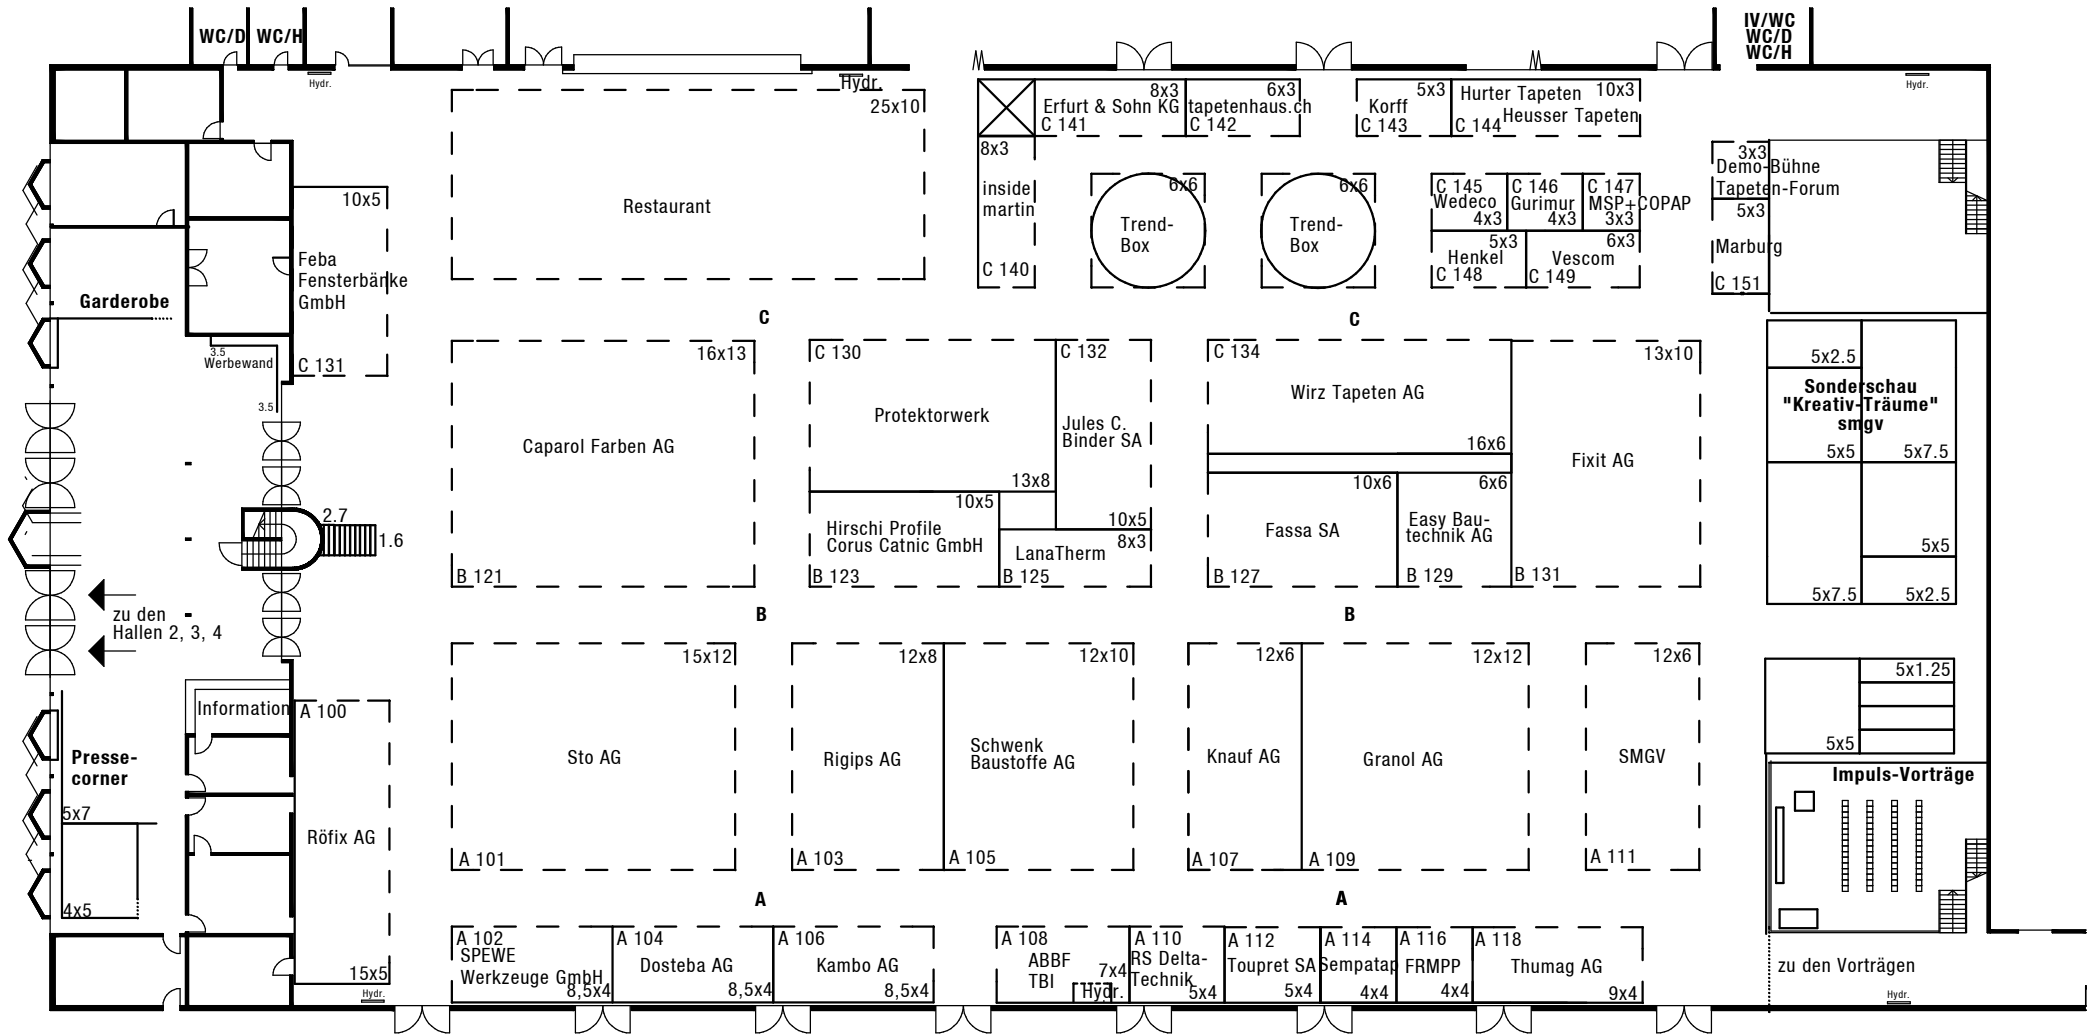 WC/D
WC/H
IV/WC
WC/D
WC/H
Hydr.
Hydr.
Hydr.
25x10
Restaurant
8x3
Erfurt & Sohn KG
C 141
6x3
tapetenhaus.ch
C 142
5x3
Korff
C 143
Hurter Tapeten
10x3
C 144
Heusser Tapeten
8x3
inside
martin
C 140
6x6
Trend-
Box
6x6
Trend-
Box
C 145
Wedeco
4x3
C 146
Gurimur
4x3
C 147
MSP+COPAP
3x3
5x3
Henkel
C 148
6x3
Vescom
C 149
3x3
Demo-Bühne
Tapeten-Forum
5x3
Marburg
C 151
10x5
Feba
Fensterbänke
GmbH
C 131
Garderobe
3.5
Werbewand
3.5
C
C
16x13
Caparol Farben AG
B 121
C 130
Protektorwerk
13x8
C 132
Jules C.
Binder SA
10x5
10x5
Hirschi Profile
Corus Catnic GmbH
B 123
8x3
LanaTherm
B 125
C 134
Wirz Tapeten AG
16x6
13x10
Fixit AG
B 131
10x6
Fassa SA
B 127
6x6
Easy Bau-
technik AG
B 129
5x2.5
Sonderschau
"Kreativ-Träume"
smgv
5x5
5x7.5
5x5
5x7.5
5x2.5
2.7
1.6
zu den
Hallen 2, 3, 4
B
B
15x12
Sto AG
A 101
12x8
Rigips AG
A 103
12x10
Schwenk
Baustoffe AG
A 105
12x6
Knauf AG
A 107
12x12
Granol AG
A 109
12x6
SMGV
A 111
5x1.25
5x5
Impuls-Vorträge
Information
A 100
Röfix AG
15x5
Hydr.
Presse-
corner
5x7
4x5
A
A
A 102
SPEWE
Werkzeuge GmbH
8,5x4
A 104
Dosteba AG
8,5x4
A 106
Kambo AG
8,5x4
A 108
ABBF
TBI
7x4
Hydr.
A 110
RS Delta-
Technik
5x4
A 112
Toupret SA
5x4
A 114
Sempatap
4x4
A 116
FRMPP
4x4
A 118
Thumag AG
9x4
zu den Vorträgen
Hydr.